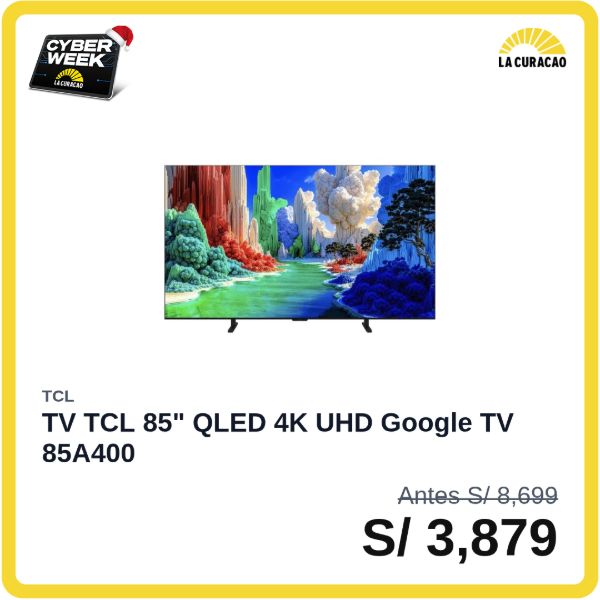 CYBER
WEEK
LA CURACAO
LA CURACAO
TCL
TV TCL 85" QLED 4K UHD Google TV
85A400
Antes S/ 8,699
S/ 3,879